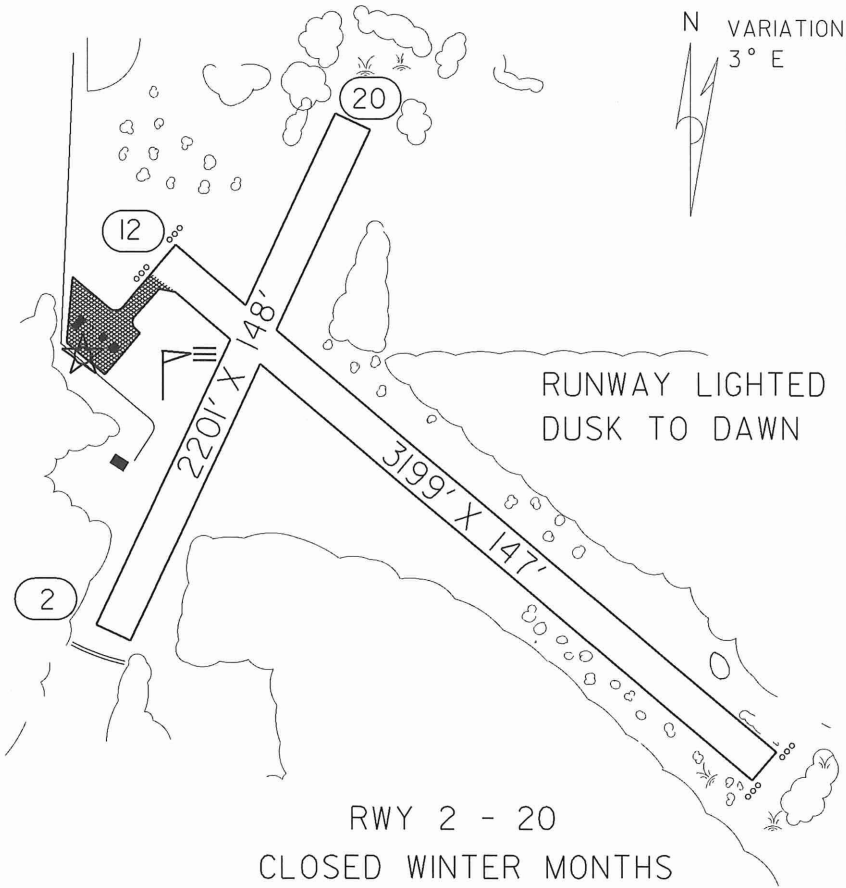 N VARIATION
3° E
20
12
2201' X 148'
RUNWAY LIGHTED
DUSK TO DAWN
3199' X 147'
2
RWY 2 - 20
CLOSED WINTER MONTHS